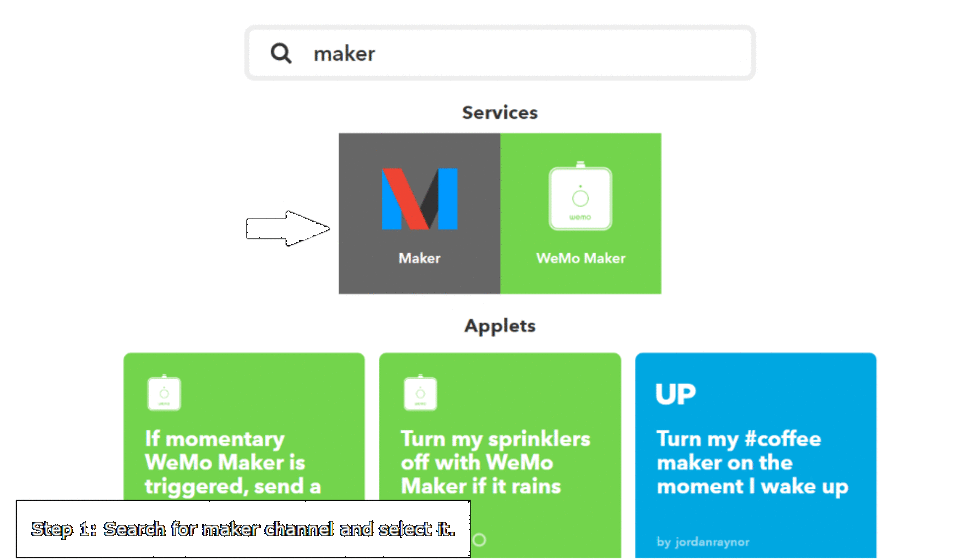 maker
Services
Maker
WeMo Maker
wemo
Applets
If momentary
WeMo Maker is
triggered, send a
Turn my sprinklers
off with WeMo
Maker if it rains
UP
Turn my #coffee
maker on the
moment I wake up
by jordanraynor
Step 1: Search for maker channel and select it.